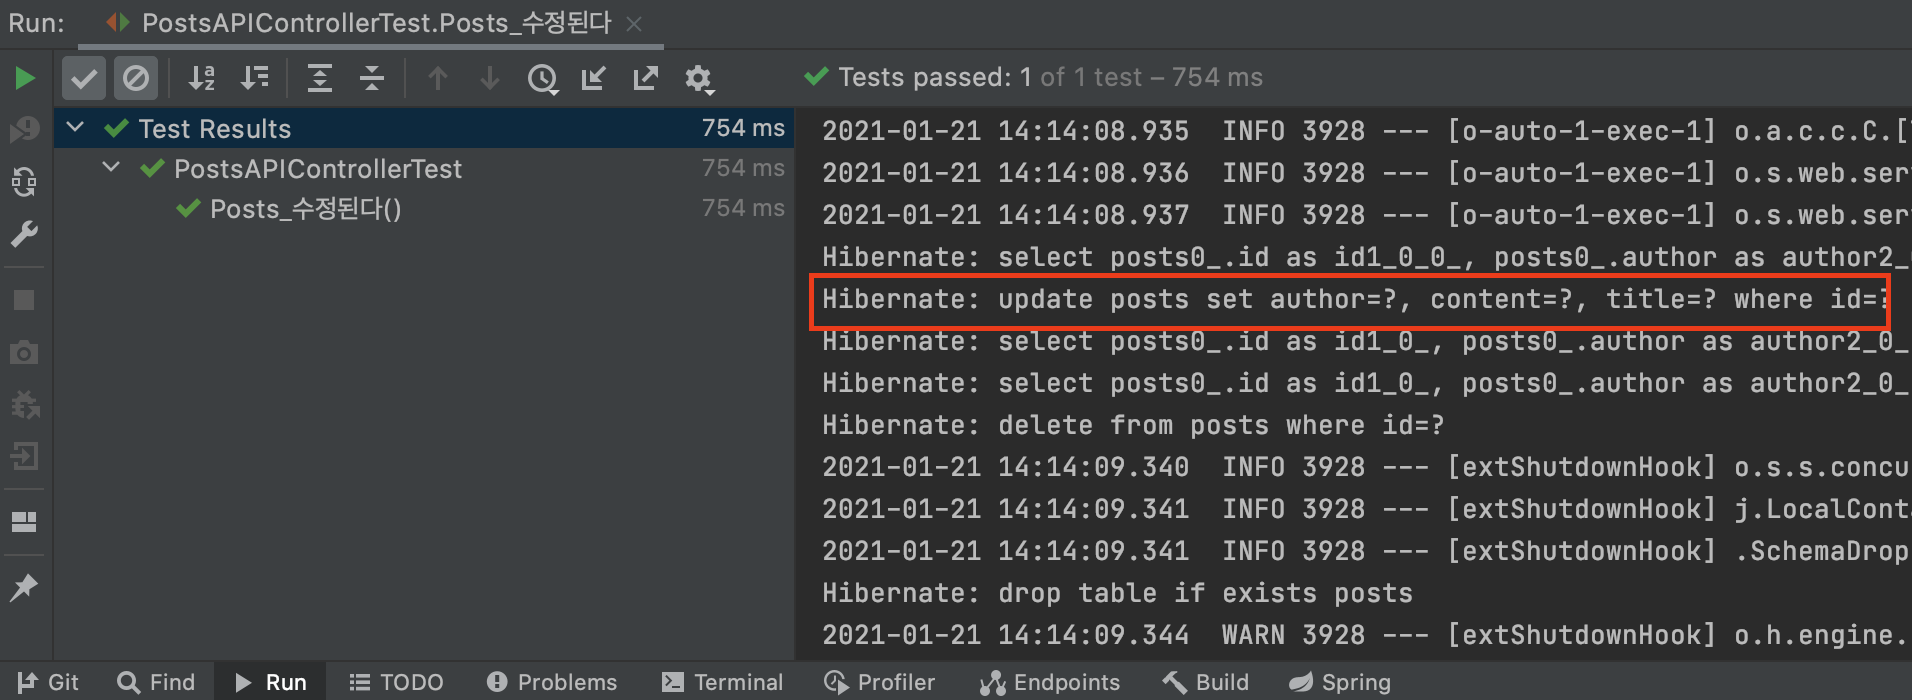 Run: PostsAPIControllerTest.Posts_수정된다
Tests passed: 1 of 1 test – 754 ms
Test Results 754 ms
PostsAPIControllerTest 754 ms
Posts_수정된다() 754 ms
2021-01-21 14:14:08.935  INFO 3928 --- [o-auto-1-exec-1] o.a.c.c.C.[
2021-01-21 14:14:08.936  INFO 3928 --- [o-auto-1-exec-1] o.s.web.ser
2021-01-21 14:14:08.937  INFO 3928 --- [o-auto-1-exec-1] o.s.web.ser
Hibernate: select posts0_.id as id1_0_0_, posts0_.author as author2_
Hibernate: update posts set author=?, content=?, title=? where id=?
Hibernate: select posts0_.id as id1_0_, posts0_.author as author2_0_
Hibernate: select posts0_.id as id1_0_, posts0_.author as author2_0_
Hibernate: delete from posts where id=?
2021-01-21 14:14:09.340  INFO 3928 --- [extShutdownHook] o.s.s.concu
2021-01-21 14:14:09.341  INFO 3928 --- [extShutdownHook] j.LocalCont
2021-01-21 14:14:09.341  INFO 3928 --- [extShutdownHook] .SchemaDrop
Hibernate: drop table if exists posts
2021-01-21 14:14:09.344  WARN 3928 --- [extShutdownHook] o.h.engine.
Git Find Run TODO Problems Terminal Profiler Endpoints Build Spring